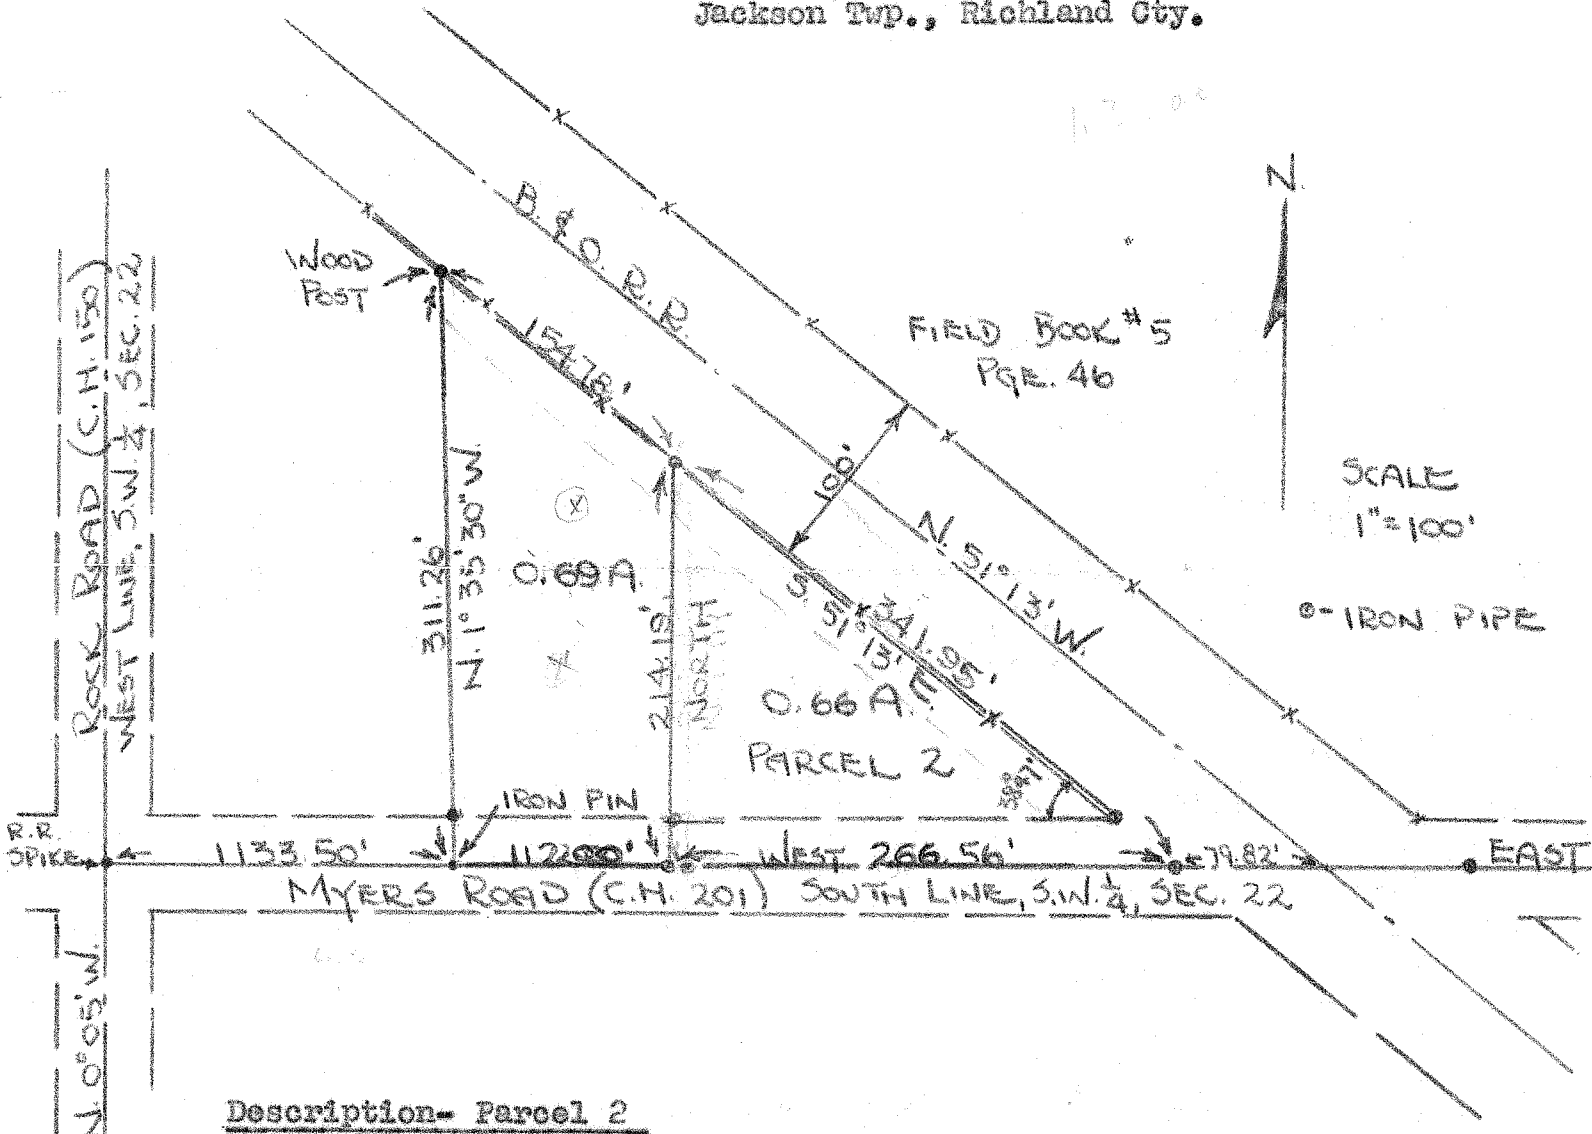 Jackson Twp., Richland Cty.
N.
B. & O. R. R.
WOOD
POST
154.78'
FIELD BOOK #5
PGE. 46
SCALE
1"=100'
ROCK ROAD (C.H. 150)
WEST LINE, S.W. ¼, SEC. 22
100'
N. 51° 13' W.
311.26'
N. 1° 35' 30" W.
0.69 A.
214.19'
NORTH
S. 51° 13' E.
341.95'
0.66 A.
PARCEL 2
IRON PIPE
IRON PIN
R.R.
SPIKE
1133.50'
WEST 266.56'
79.82'
EAST
MYERS ROAD (C.H. 201) SOUTH LINE, S.W. ¼, SEC. 22
N. 0° 05' W.
Description- Parcel 2